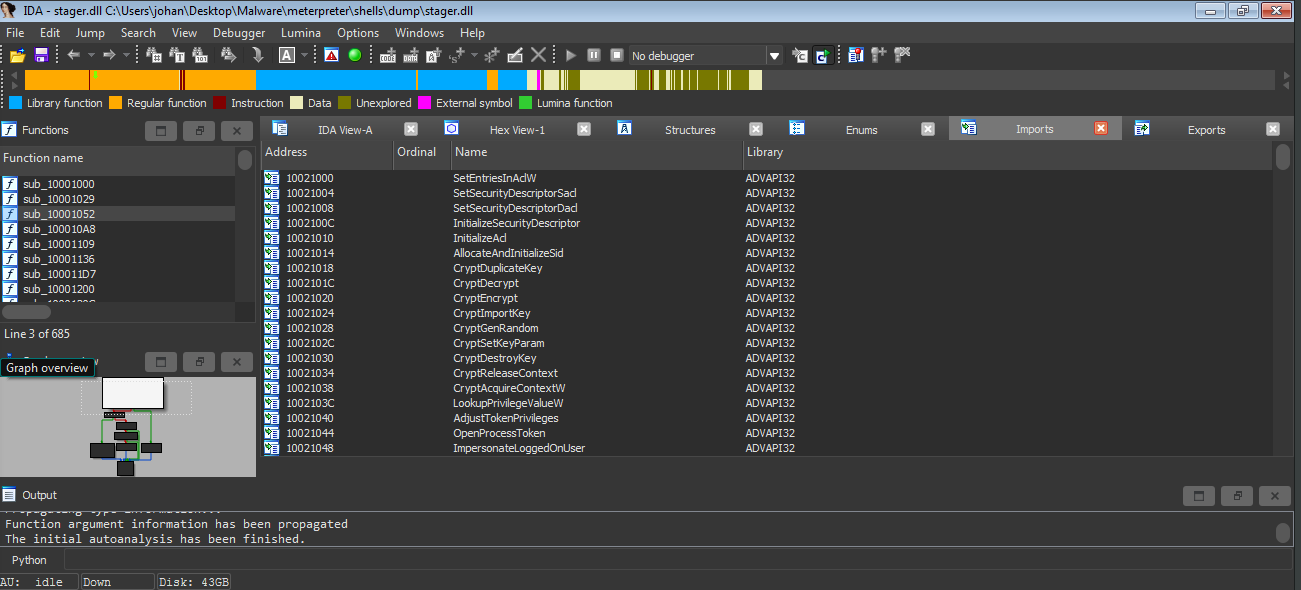 IDA - stager.dll C:\Users\johan\Desktop\Malware\meterpreter\shells\dump\stager.dll
File Edit Jump Search View Debugger Lumina Options Windows Help
No debugger
Library function Regular function Instruction Data Unexplored External symbol Lumina function
Functions
IDA View-A Hex View-1 Structures Enums Imports Exports
Function name
sub_10001000
sub_10001029
sub_10001052
sub_100010A8
sub_10001109
sub_10001136
sub_100011D7
sub_10001200
Line 3 of 685
Graph overview
Address Ordinal Name Library
10021000 SetEntriesInAclW ADVAPI32
10021004 SetSecurityDescriptorSacl ADVAPI32
10021008 SetSecurityDescriptorDacl ADVAPI32
1002100C InitializeSecurityDescriptor ADVAPI32
10021010 InitializeAcl ADVAPI32
10021014 AllocateAndInitializeSid ADVAPI32
10021018 CryptDuplicateKey ADVAPI32
1002101C CryptDecrypt ADVAPI32
10021020 CryptEncrypt ADVAPI32
10021024 CryptImportKey ADVAPI32
10021028 CryptGenRandom ADVAPI32
1002102C CryptSetKeyParam ADVAPI32
10021030 CryptDestroyKey ADVAPI32
10021034 CryptReleaseContext ADVAPI32
10021038 CryptAcquireContextW ADVAPI32
1002103C LookupPrivilegeValueW ADVAPI32
10021040 AdjustTokenPrivileges ADVAPI32
10021044 OpenProcessToken ADVAPI32
10021048 ImpersonateLoggedOnUser ADVAPI32
Output
Propagating type information...
Function argument information has been propagated
The initial autoanalysis has been finished.
Python
AU: idle Down Disk: 43GB